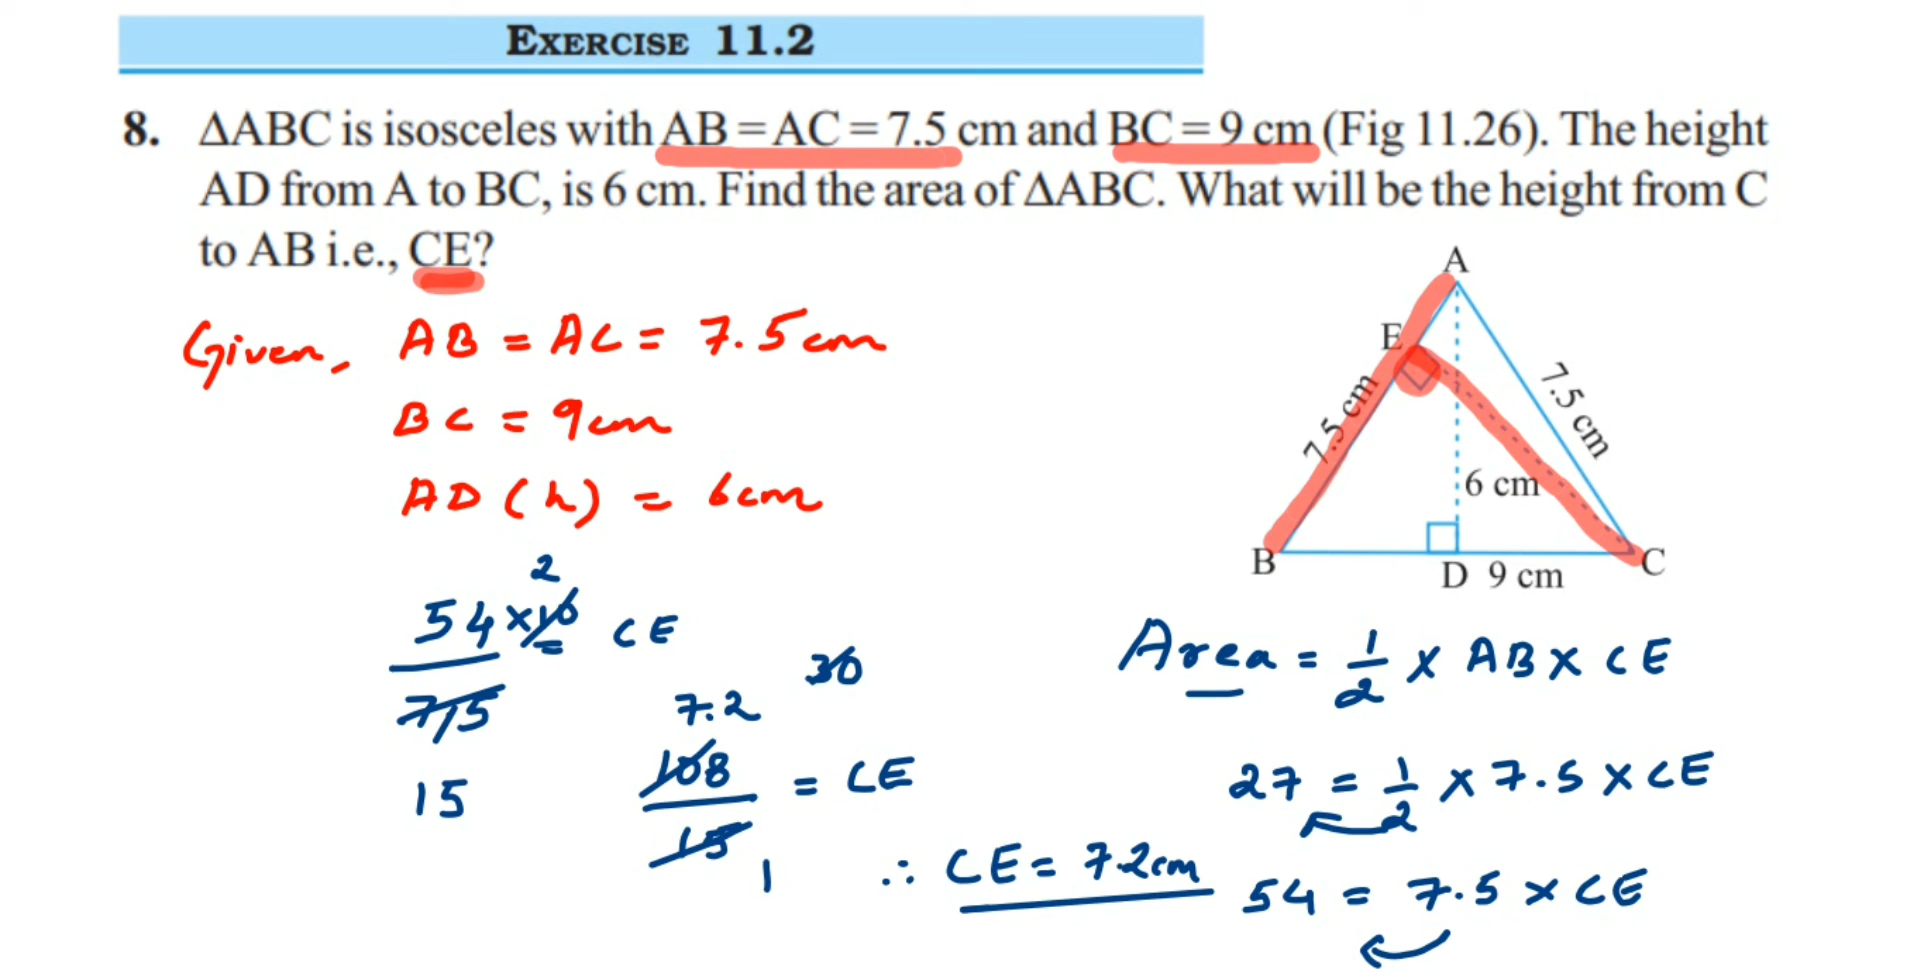 EXERCISE 11.2
8. ΔABC is isosceles with AB = AC = 7.5 cm and BC = 9 cm (Fig 11.26). The height
AD from A to BC, is 6 cm. Find the area of ΔABC. What will be the height from C
to AB i.e., CE?
A
E
7.5 cm
7.5 cm
6 cm
B
D 9 cm
C
Given, AB = AC = 7.5cm
BC = 9cm
AD (h) = 6cm
2
54×10 CE
75
15
30
7.2
108 = CE
15
1
∴ CE = 7.2cm
Area = 1/2 × AB × CE
27 = 1/2 × 7.5 × CE
54 = 7.5 × CE